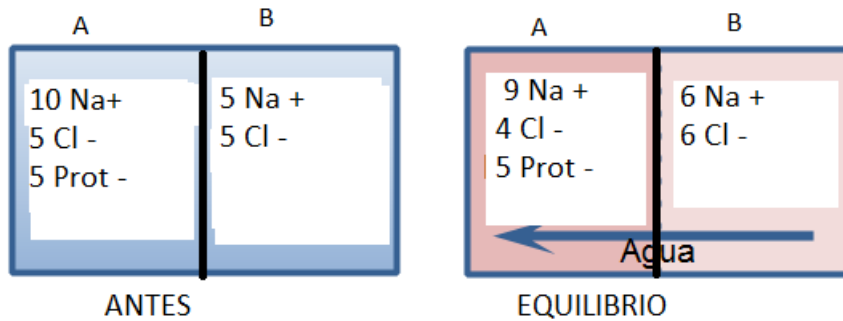 A
B
10 Na+
5 Cl -
5 Prot -
5 Na +
5 Cl -
ANTES
A
B
9 Na +
4 Cl -
5 Prot -
6 Na +
6 Cl -
Agua
EQUILIBRIO